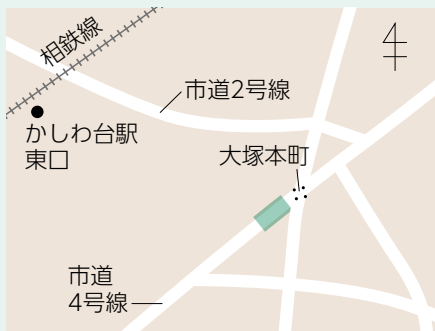 相鉄線
市道2号線
かしわ台駅
東口
大塚本町
市道
4号線